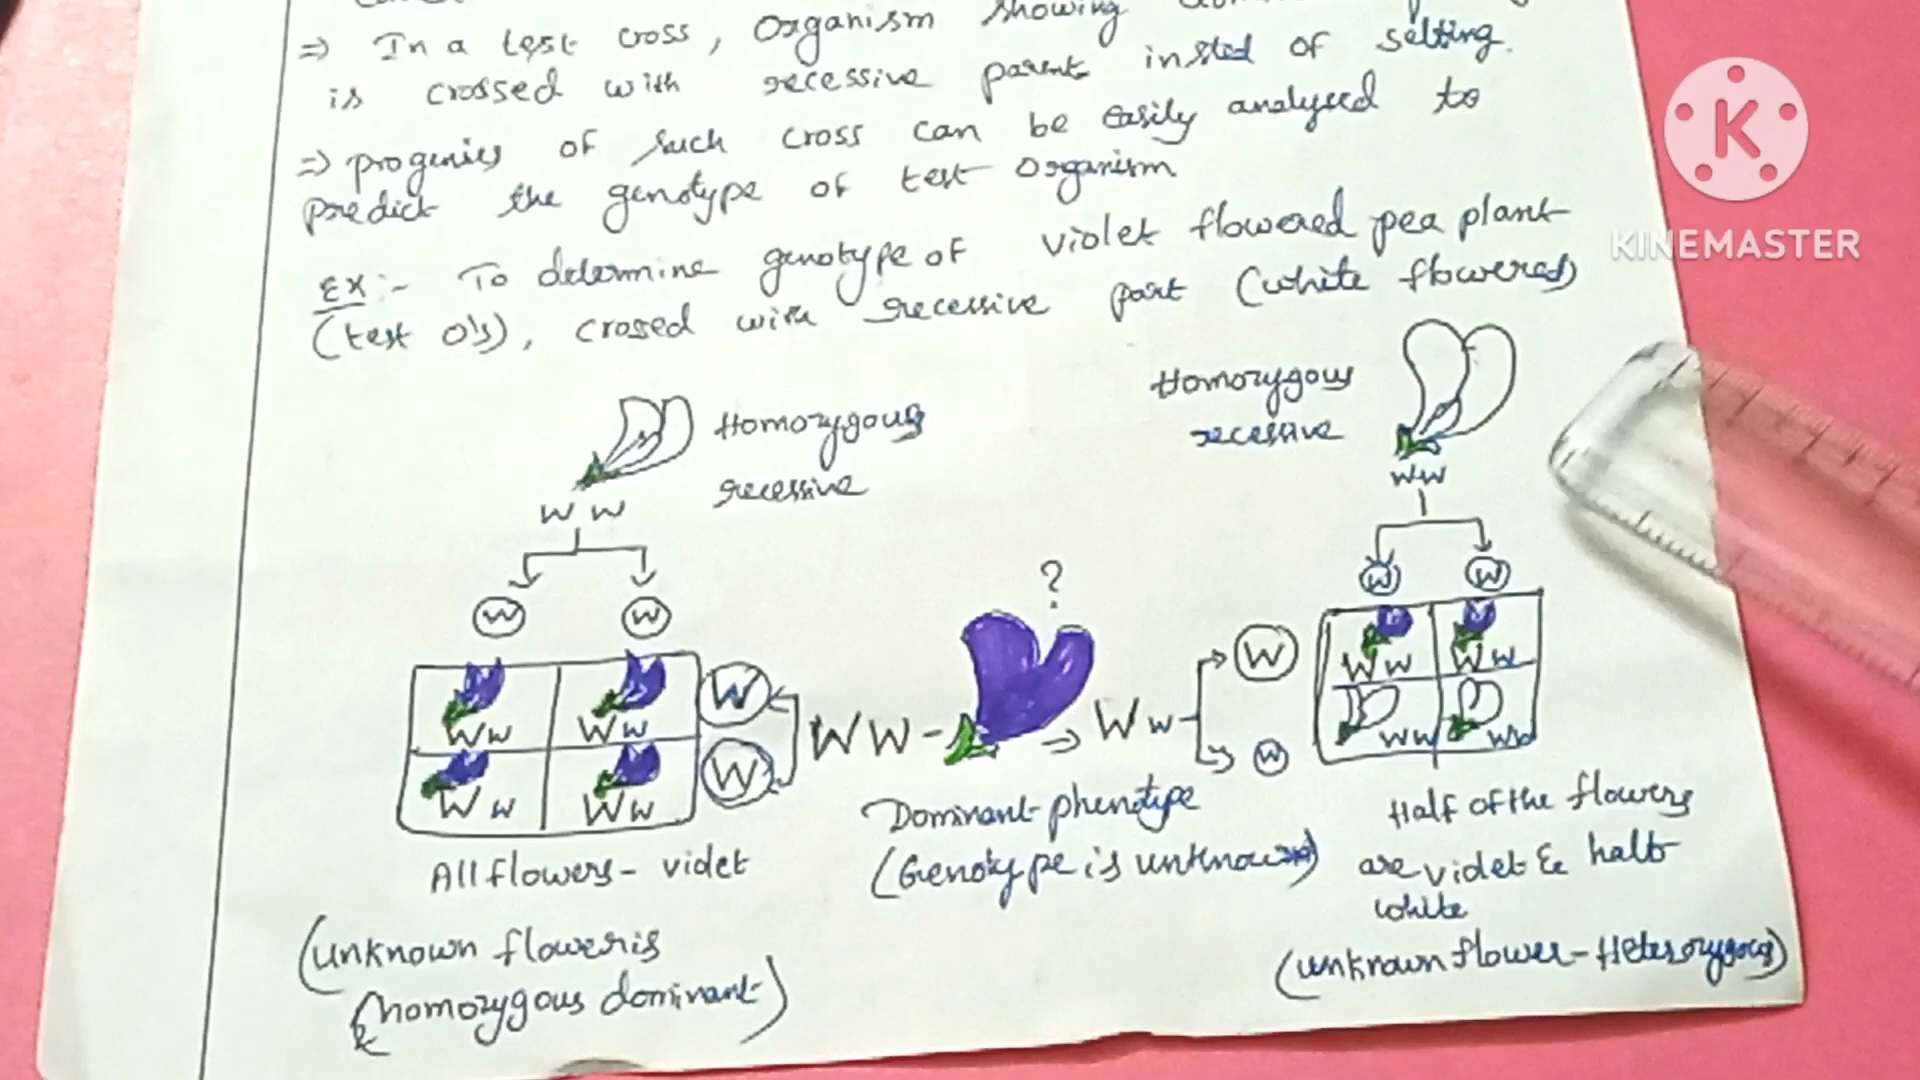 ⇒ In a test cross, Organism showing
is crossed with recessive parent insted of selfing.
⇒ progenies of such cross can be easily analysed to
predict the genotype of test organism
Ex:- To determine genotype of violet flowered pea plant
(test o's), crossed with recessive part (white flowered)
Homozygous
recessive
w w
w w
Homozygous
recessive
ww
w w
Ww Ww
Ww Ww
W
W
WW-
?
⇒ Ww
W
w
Ww Ww
ww ww
Dominant phenotype
(Genotype is unknown)
All flowers - violet
(unknown flower is
homozygous dominant)
Half of the flowers
are violet & half
white
(unknown flower - Heterozygous)
K
KINEMASTER